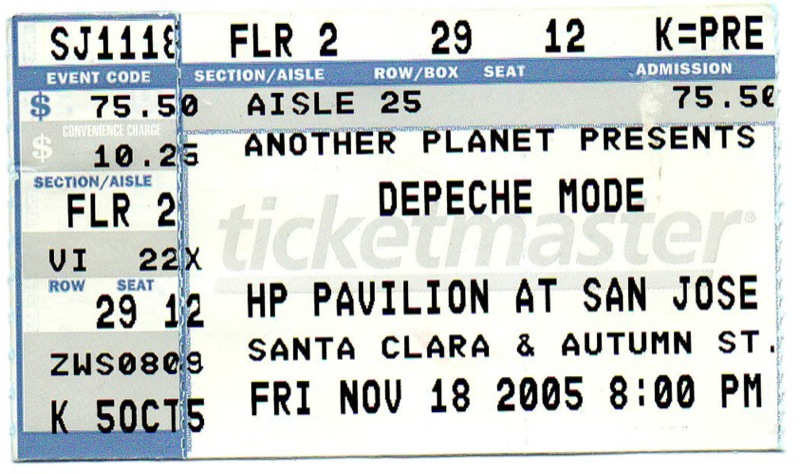 SJ1118 FLR 2 29 12 K=PRE
EVENT CODE SECTION/AISLE ROW/BOX SEAT ADMISSION
$ 75.50 AISLE 25 75.50
CONVENIENCE CHARGE
$ 10.25 ANOTHER PLANET PRESENTS
SECTION/AISLE
FLR 2 DEPECHE MODE
ticketmaster®
VI 22X
ROW SEAT
29 12 HP PAVILION AT SAN JOSE
ZWS0809 SANTA CLARA & AUTUMN ST.
K 5OCT5 FRI NOV 18 2005 8:00 PM